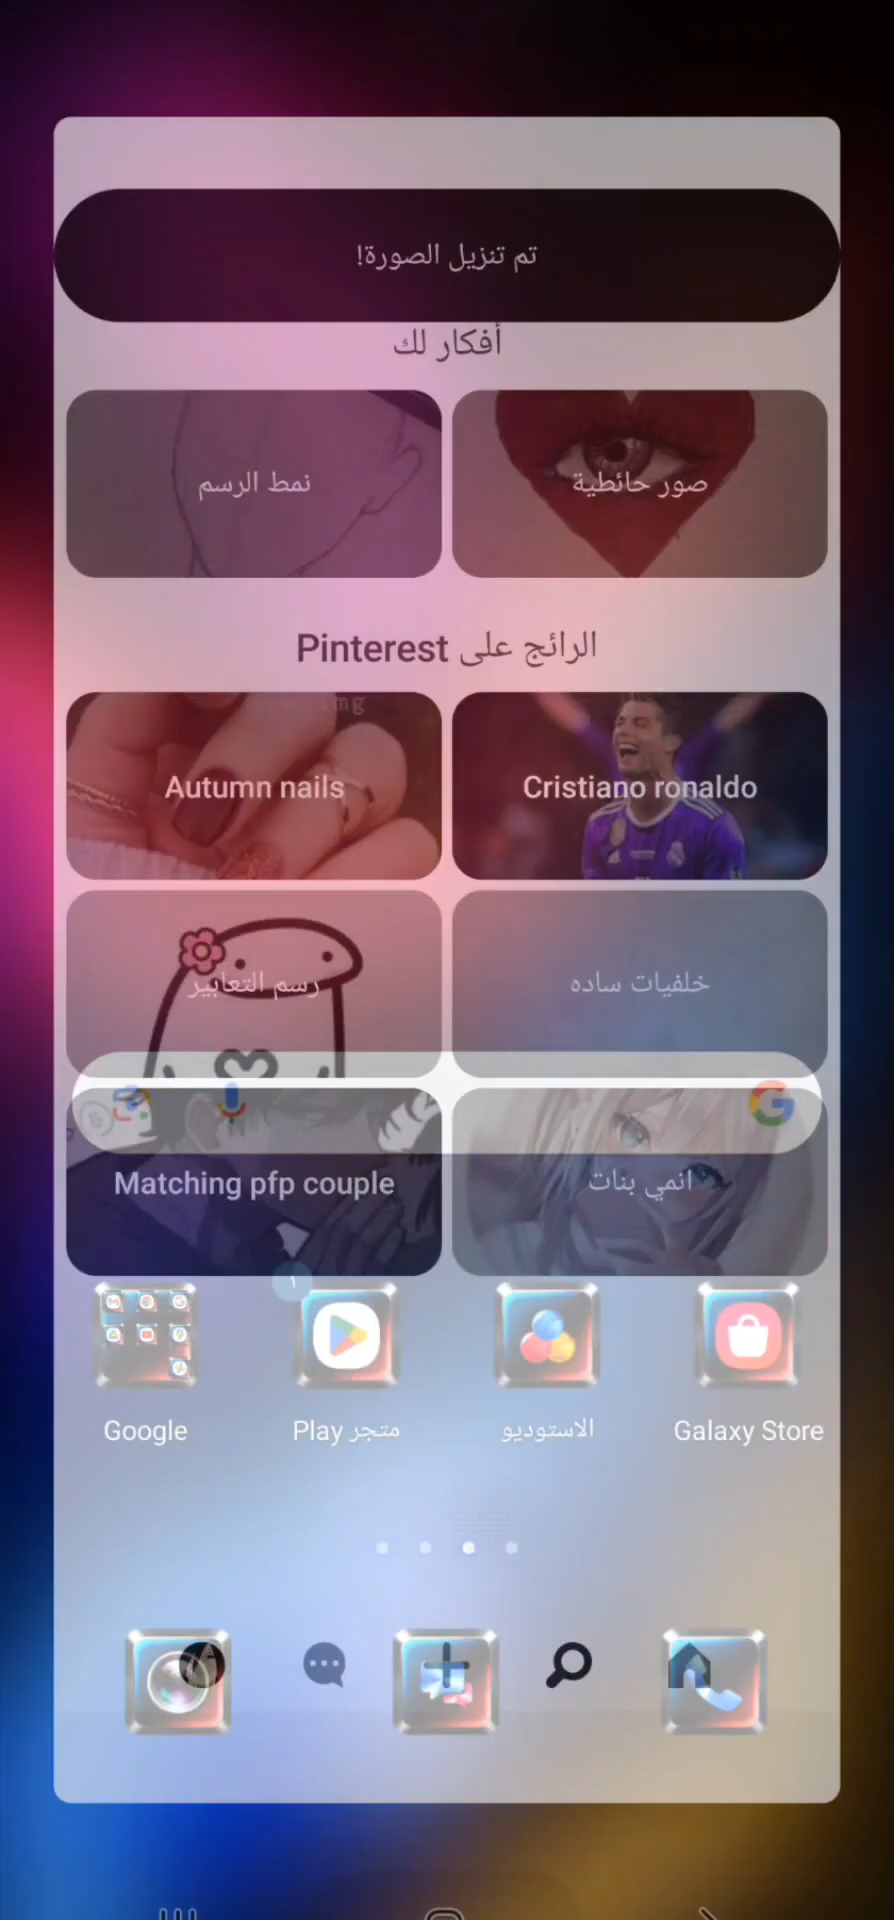 تم تنزيل الصورة!
أفكار لك
صور حائطية
نمط الرسم
الرائج على Pinterest
Cristiano ronaldo
Autumn nails
خلفيات ساده
رسم التعابير
انمي بنات
Matching pfp couple
١
Google
متجر Play
الاستوديو
Galaxy Store